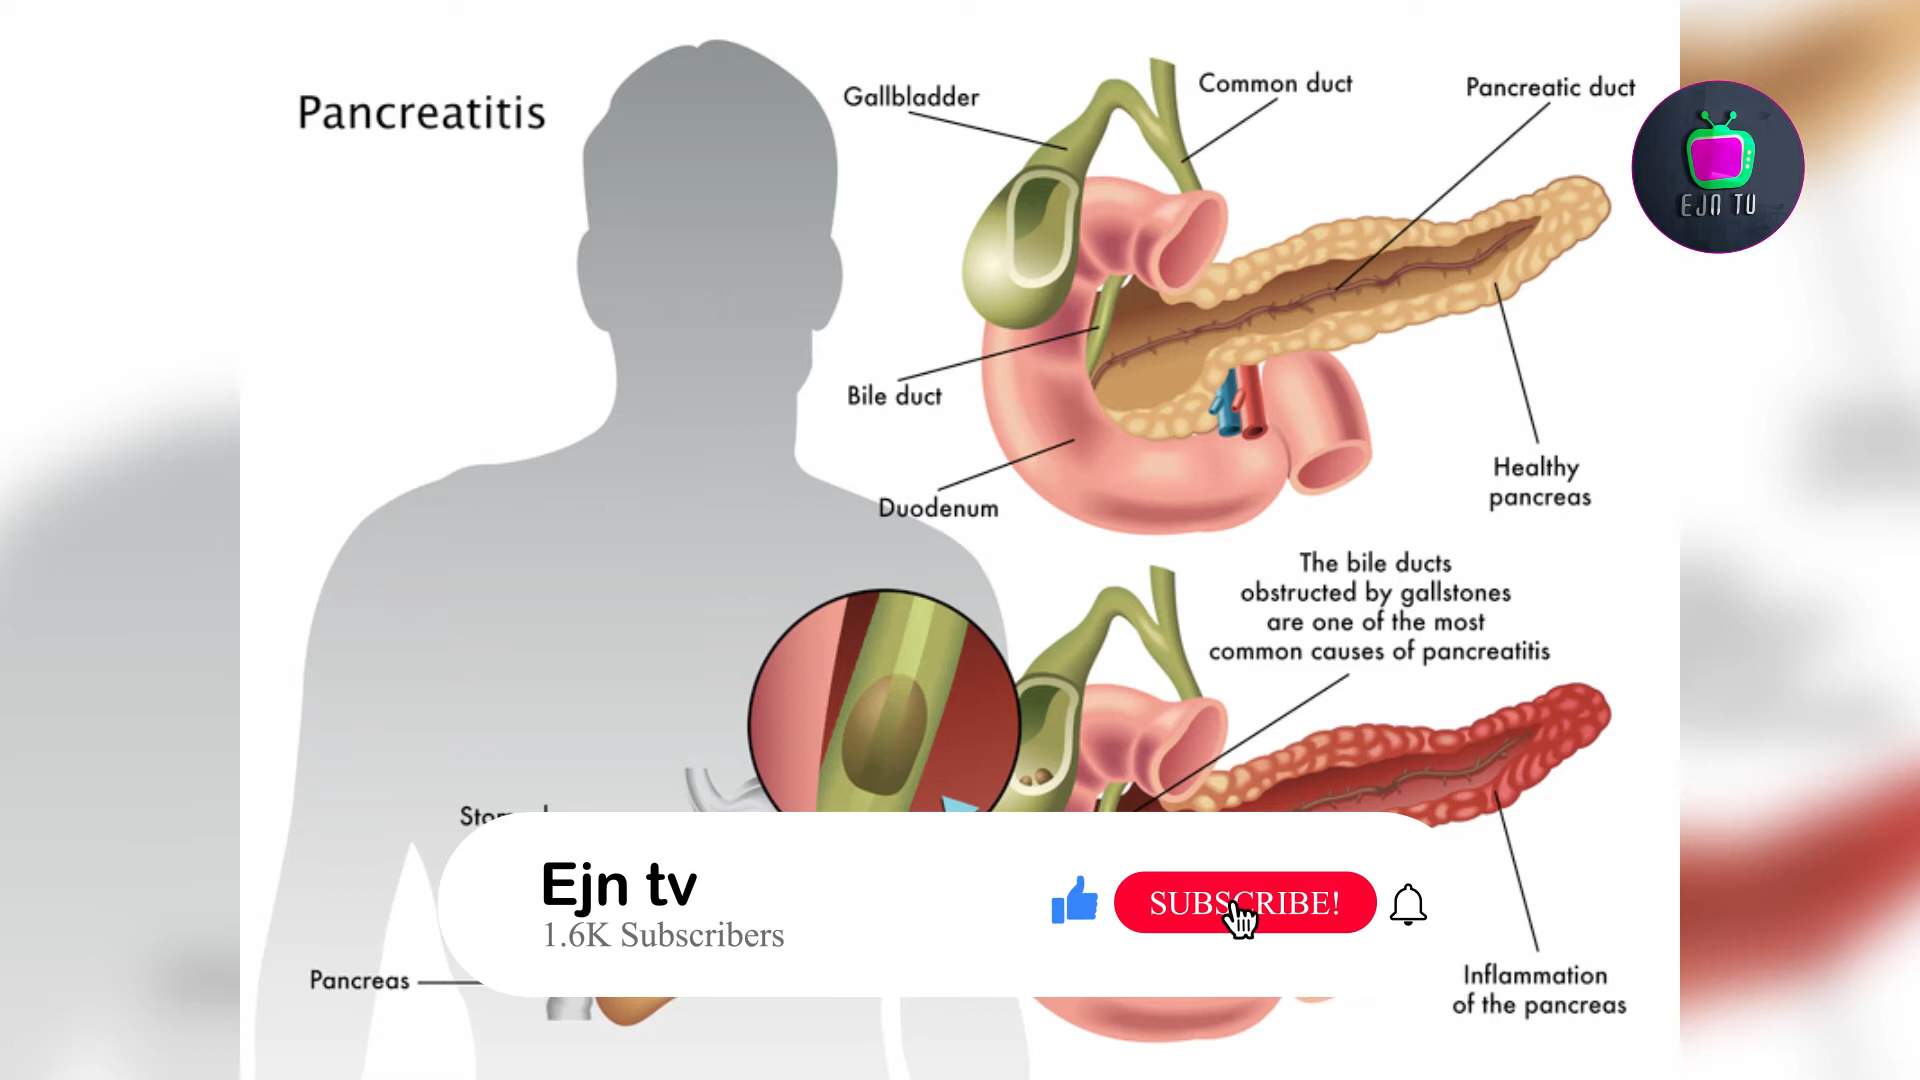 Pancreatitis
Gallbladder
Common duct
Pancreatic duct
EJN TV
Bile duct
Duodenum
Healthy
pancreas
The bile ducts
obstructed by gallstones
are one of the most
common causes of pancreatitis
Ejn tv
1.6K Subscribers
SUBSCRIBE!
Pancreas
Inflammation
of the pancreas